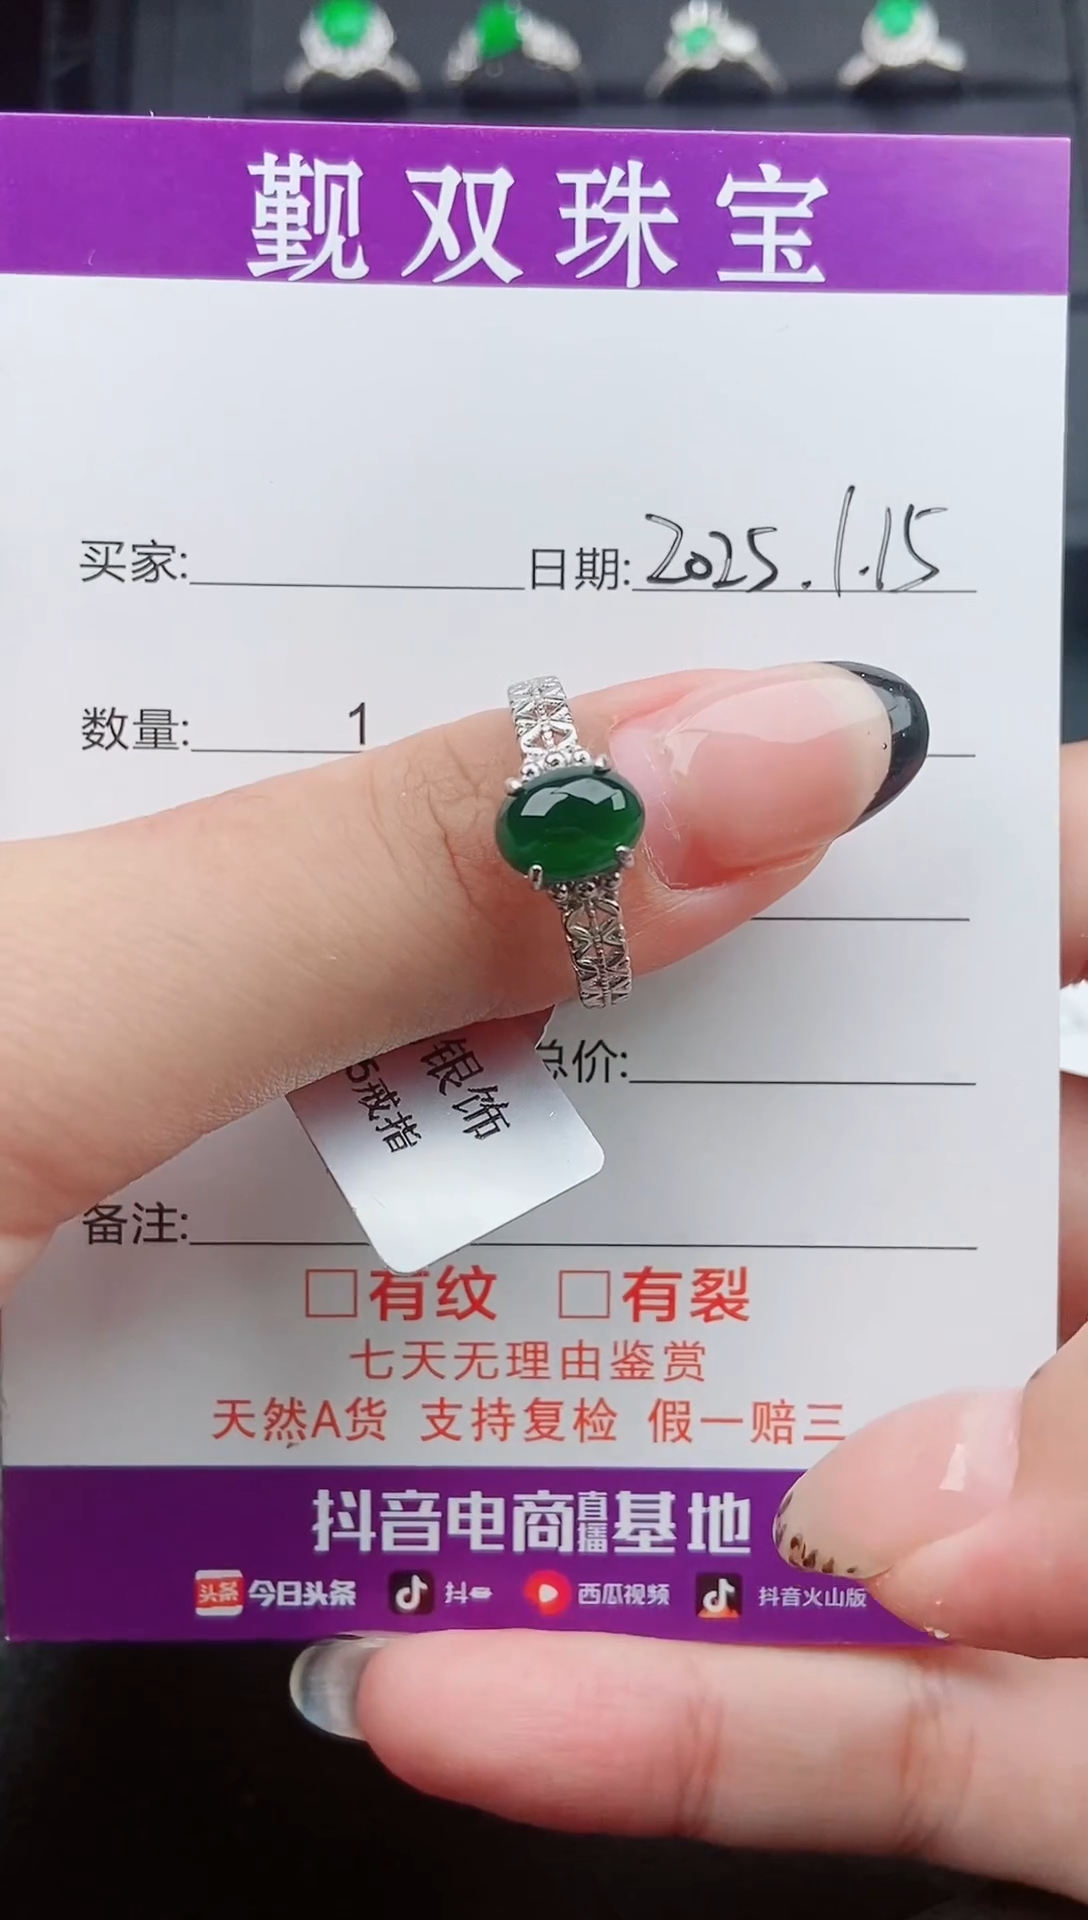 觐双珠宝
买家: 日期: 2025.1.15
数量: 1
总价:
银饰
5戒指
备注:
□有纹 □有裂
七天无理由鉴赏
天然A货 支持复检 假一赔三
抖音电商直播基地
头条 今日头条 抖音 西瓜视频 抖音火山版